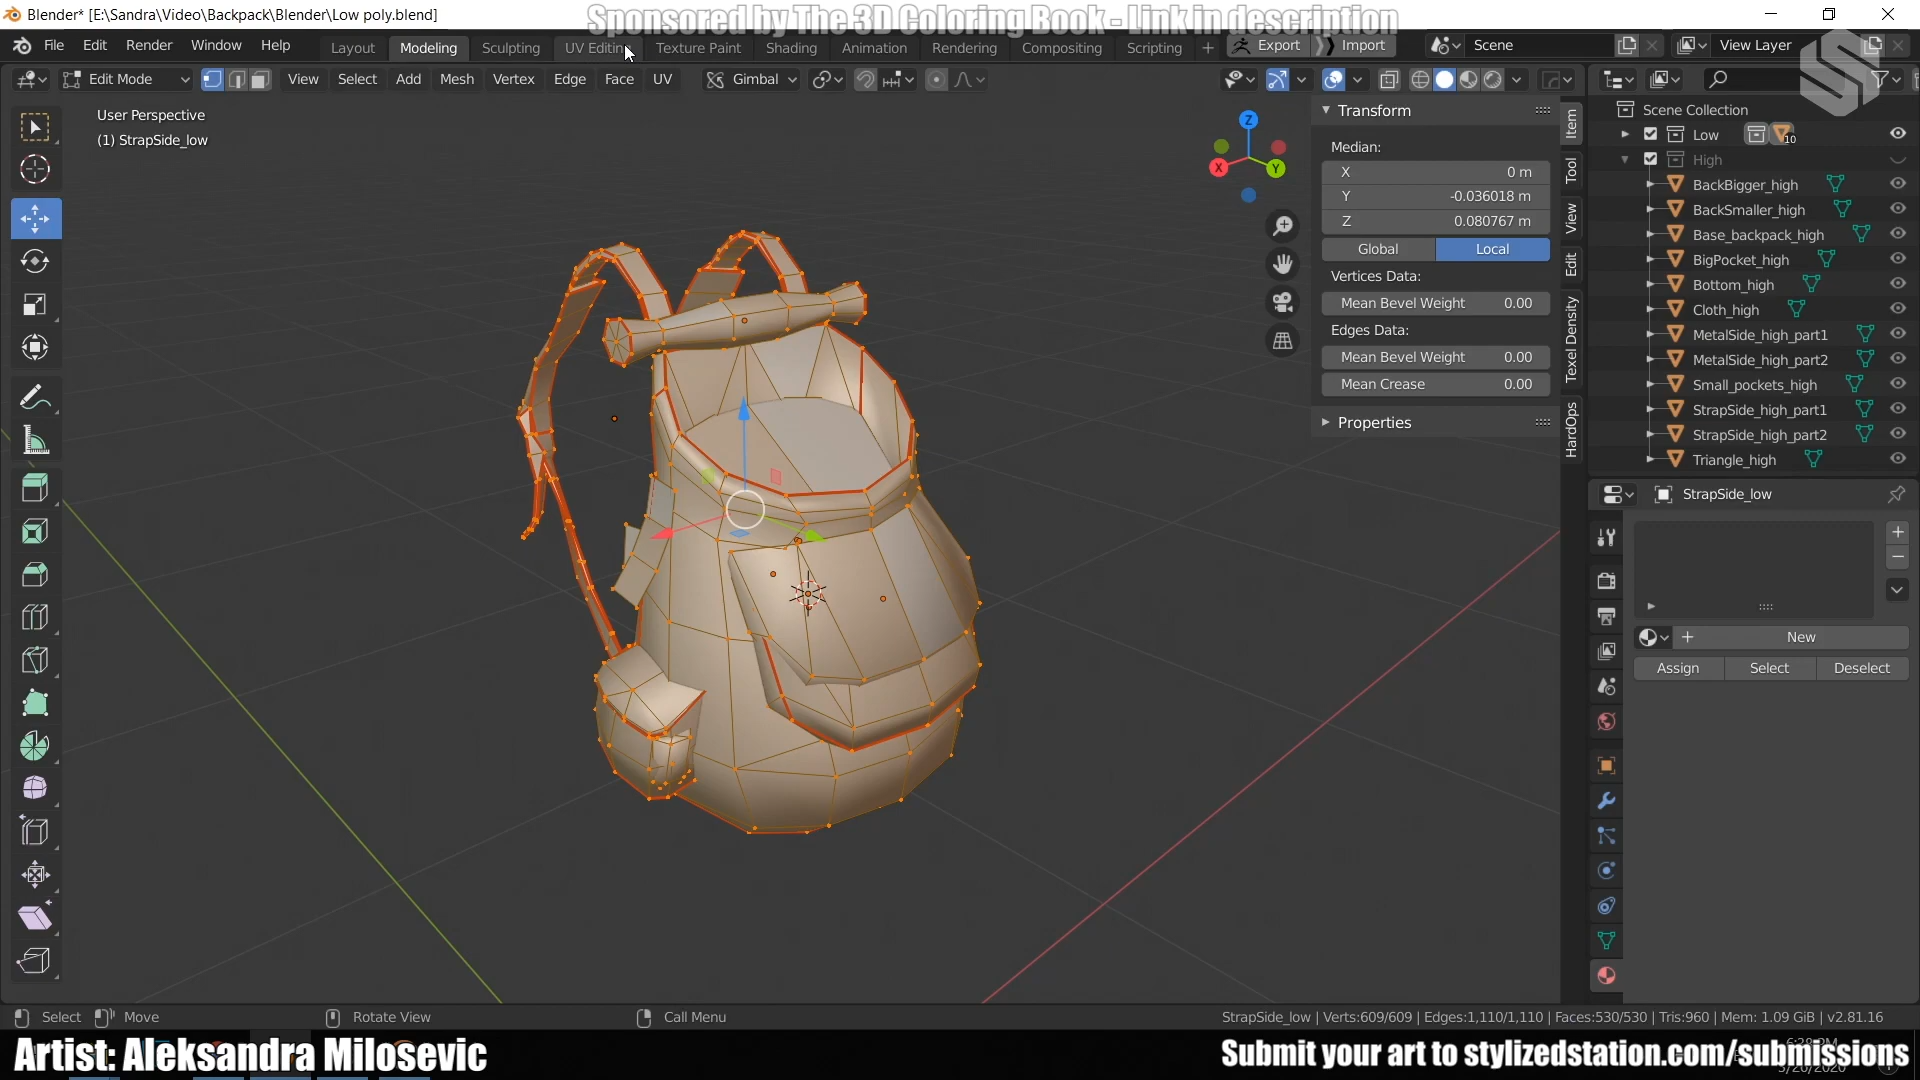 Blender* [E:\Sandra\Video\Backpack\Blender\Low poly.blend]
Sponsored by The 3D Coloring Book - Link in description
File Edit Render Window Help Layout Modeling Sculpting UV Editing Texture Paint Shading Animation Rendering Compositing Scripting + Export Import Scene View Layer
Edit Mode View Select Add Mesh Vertex Edge Face UV Gimbal
User Perspective
(1) StrapSide_low
Z
X
Y
Transform
Median:
X 0 m
Y -0.036018 m
Z 0.080767 m
Global Local
Vertices Data:
Mean Bevel Weight 0.00
Edges Data:
Mean Bevel Weight 0.00
Mean Crease 0.00
Properties
Item
Tool
View
Edit
Texel Density
HardOps
Scene Collection
Low 10
High
BackBigger_high
BackSmaller_high
Base_backpack_high
BigPocket_high
Bottom_high
Cloth_high
MetalSide_high_part1
MetalSide_high_part2
Small_pockets_high
StrapSide_high_part1
StrapSide_high_part2
Triangle_high
StrapSide_low
New
Assign Select Deselect
Select Move Rotate View Call Menu
StrapSide_low | Verts:609/609 | Edges:1,110/1,110 | Faces:530/530 | Tris:960 | Mem: 1.09 GiB | v2.81.16
Artist: Aleksandra Milosevic
Submit your art to stylizedstation.com/submissions